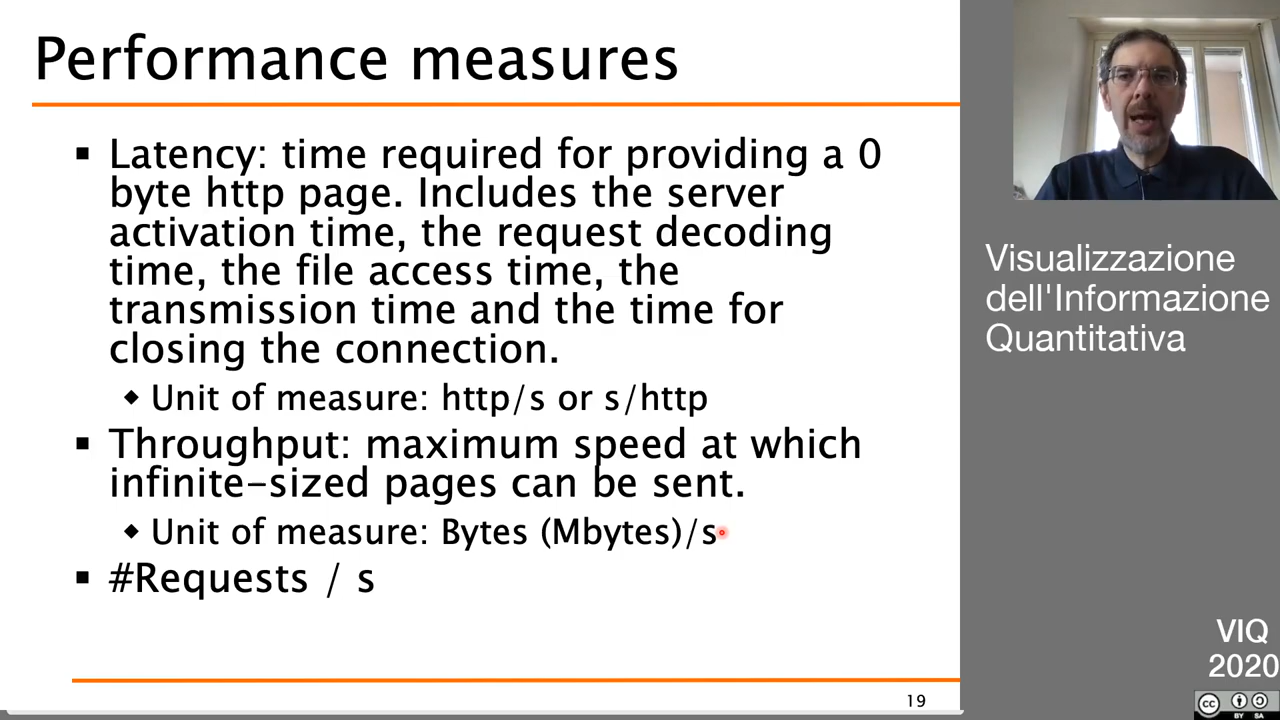 Performance measures
▪ Latency: time required for providing a 0
byte http page. Includes the server
activation time, the request decoding
time, the file access time, the
transmission time and the time for
closing the connection.
◆ Unit of measure: http/s or s/http
▪ Throughput: maximum speed at which
infinite-sized pages can be sent.
◆ Unit of measure: Bytes (Mbytes)/s
▪ #Requests / s
19
Visualizzazione
dell'Informazione
Quantitativa
VIQ
2020
cc
BY SA